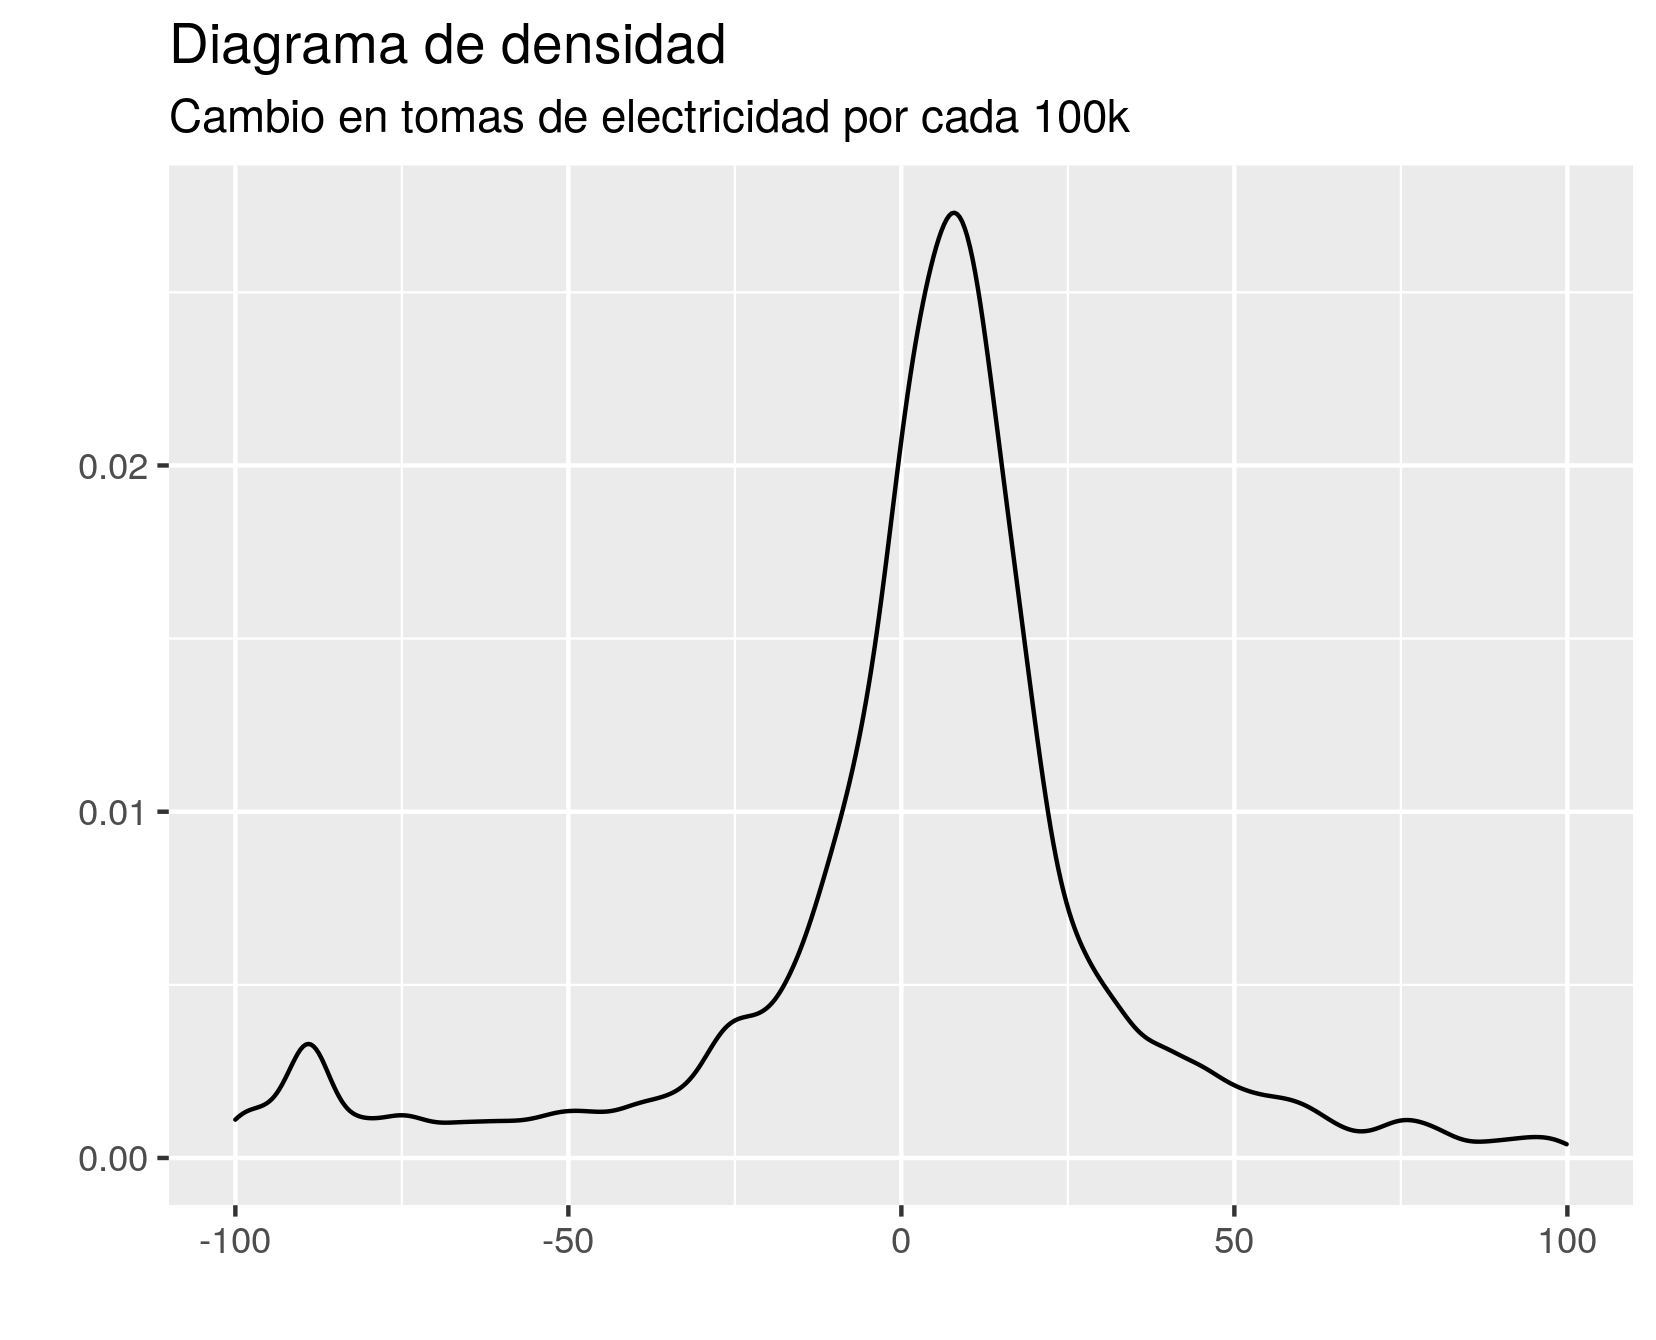 Diagrama de densidad
Cambio en tomas de electricidad por cada 100k
0.02
0.01
0.00
-100 -50 0 50 100